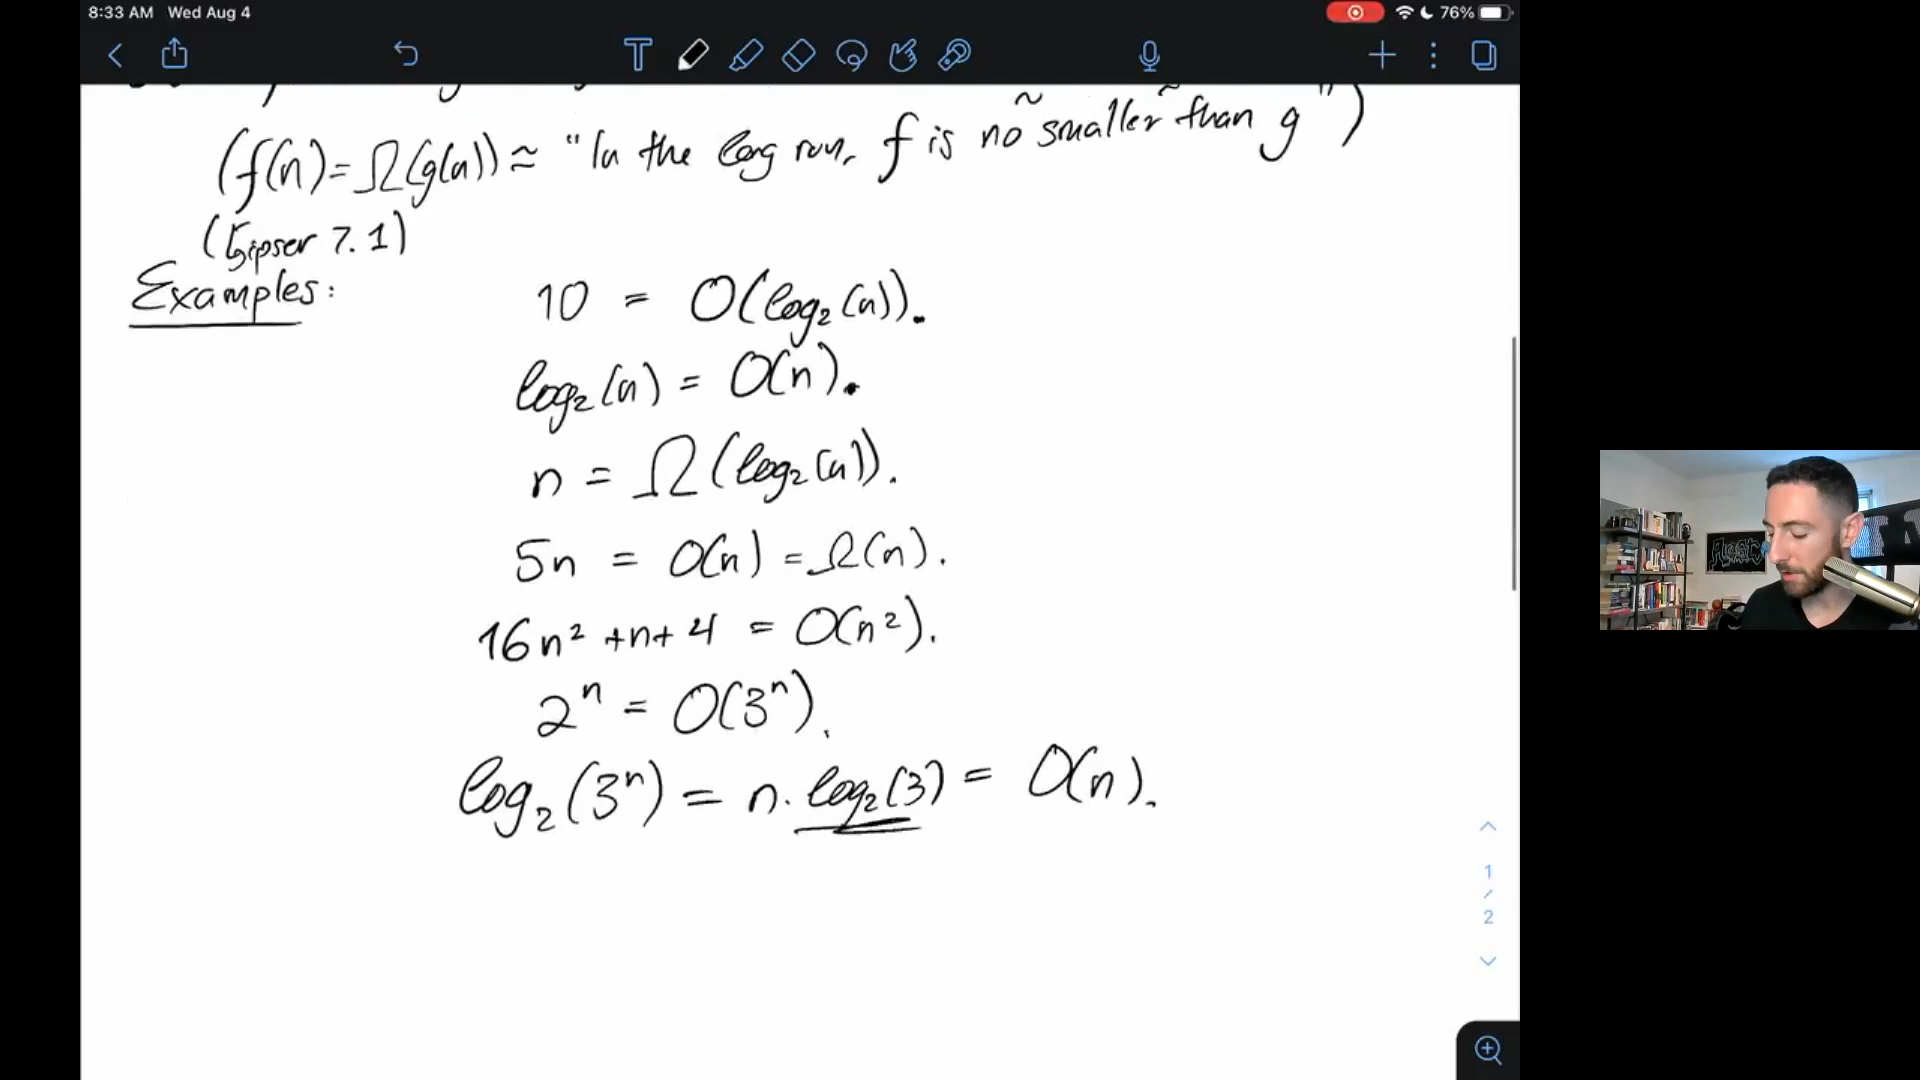 8:33 AM Wed Aug 4 76%
(f(n) = Ω(g(n)) ≈ "In the long run, f is no smaller than g")
(Sipser 7.1)
Examples:
10 = O(log₂(n)).
log₂(n) = O(n).
n = Ω(log₂(n)).
5n = O(n) = Ω(n).
16n² + n + 4 = O(n²).
2ⁿ = O(3ⁿ).
log₂(3ⁿ) = n · log₂(3) = O(n).
1
/
2